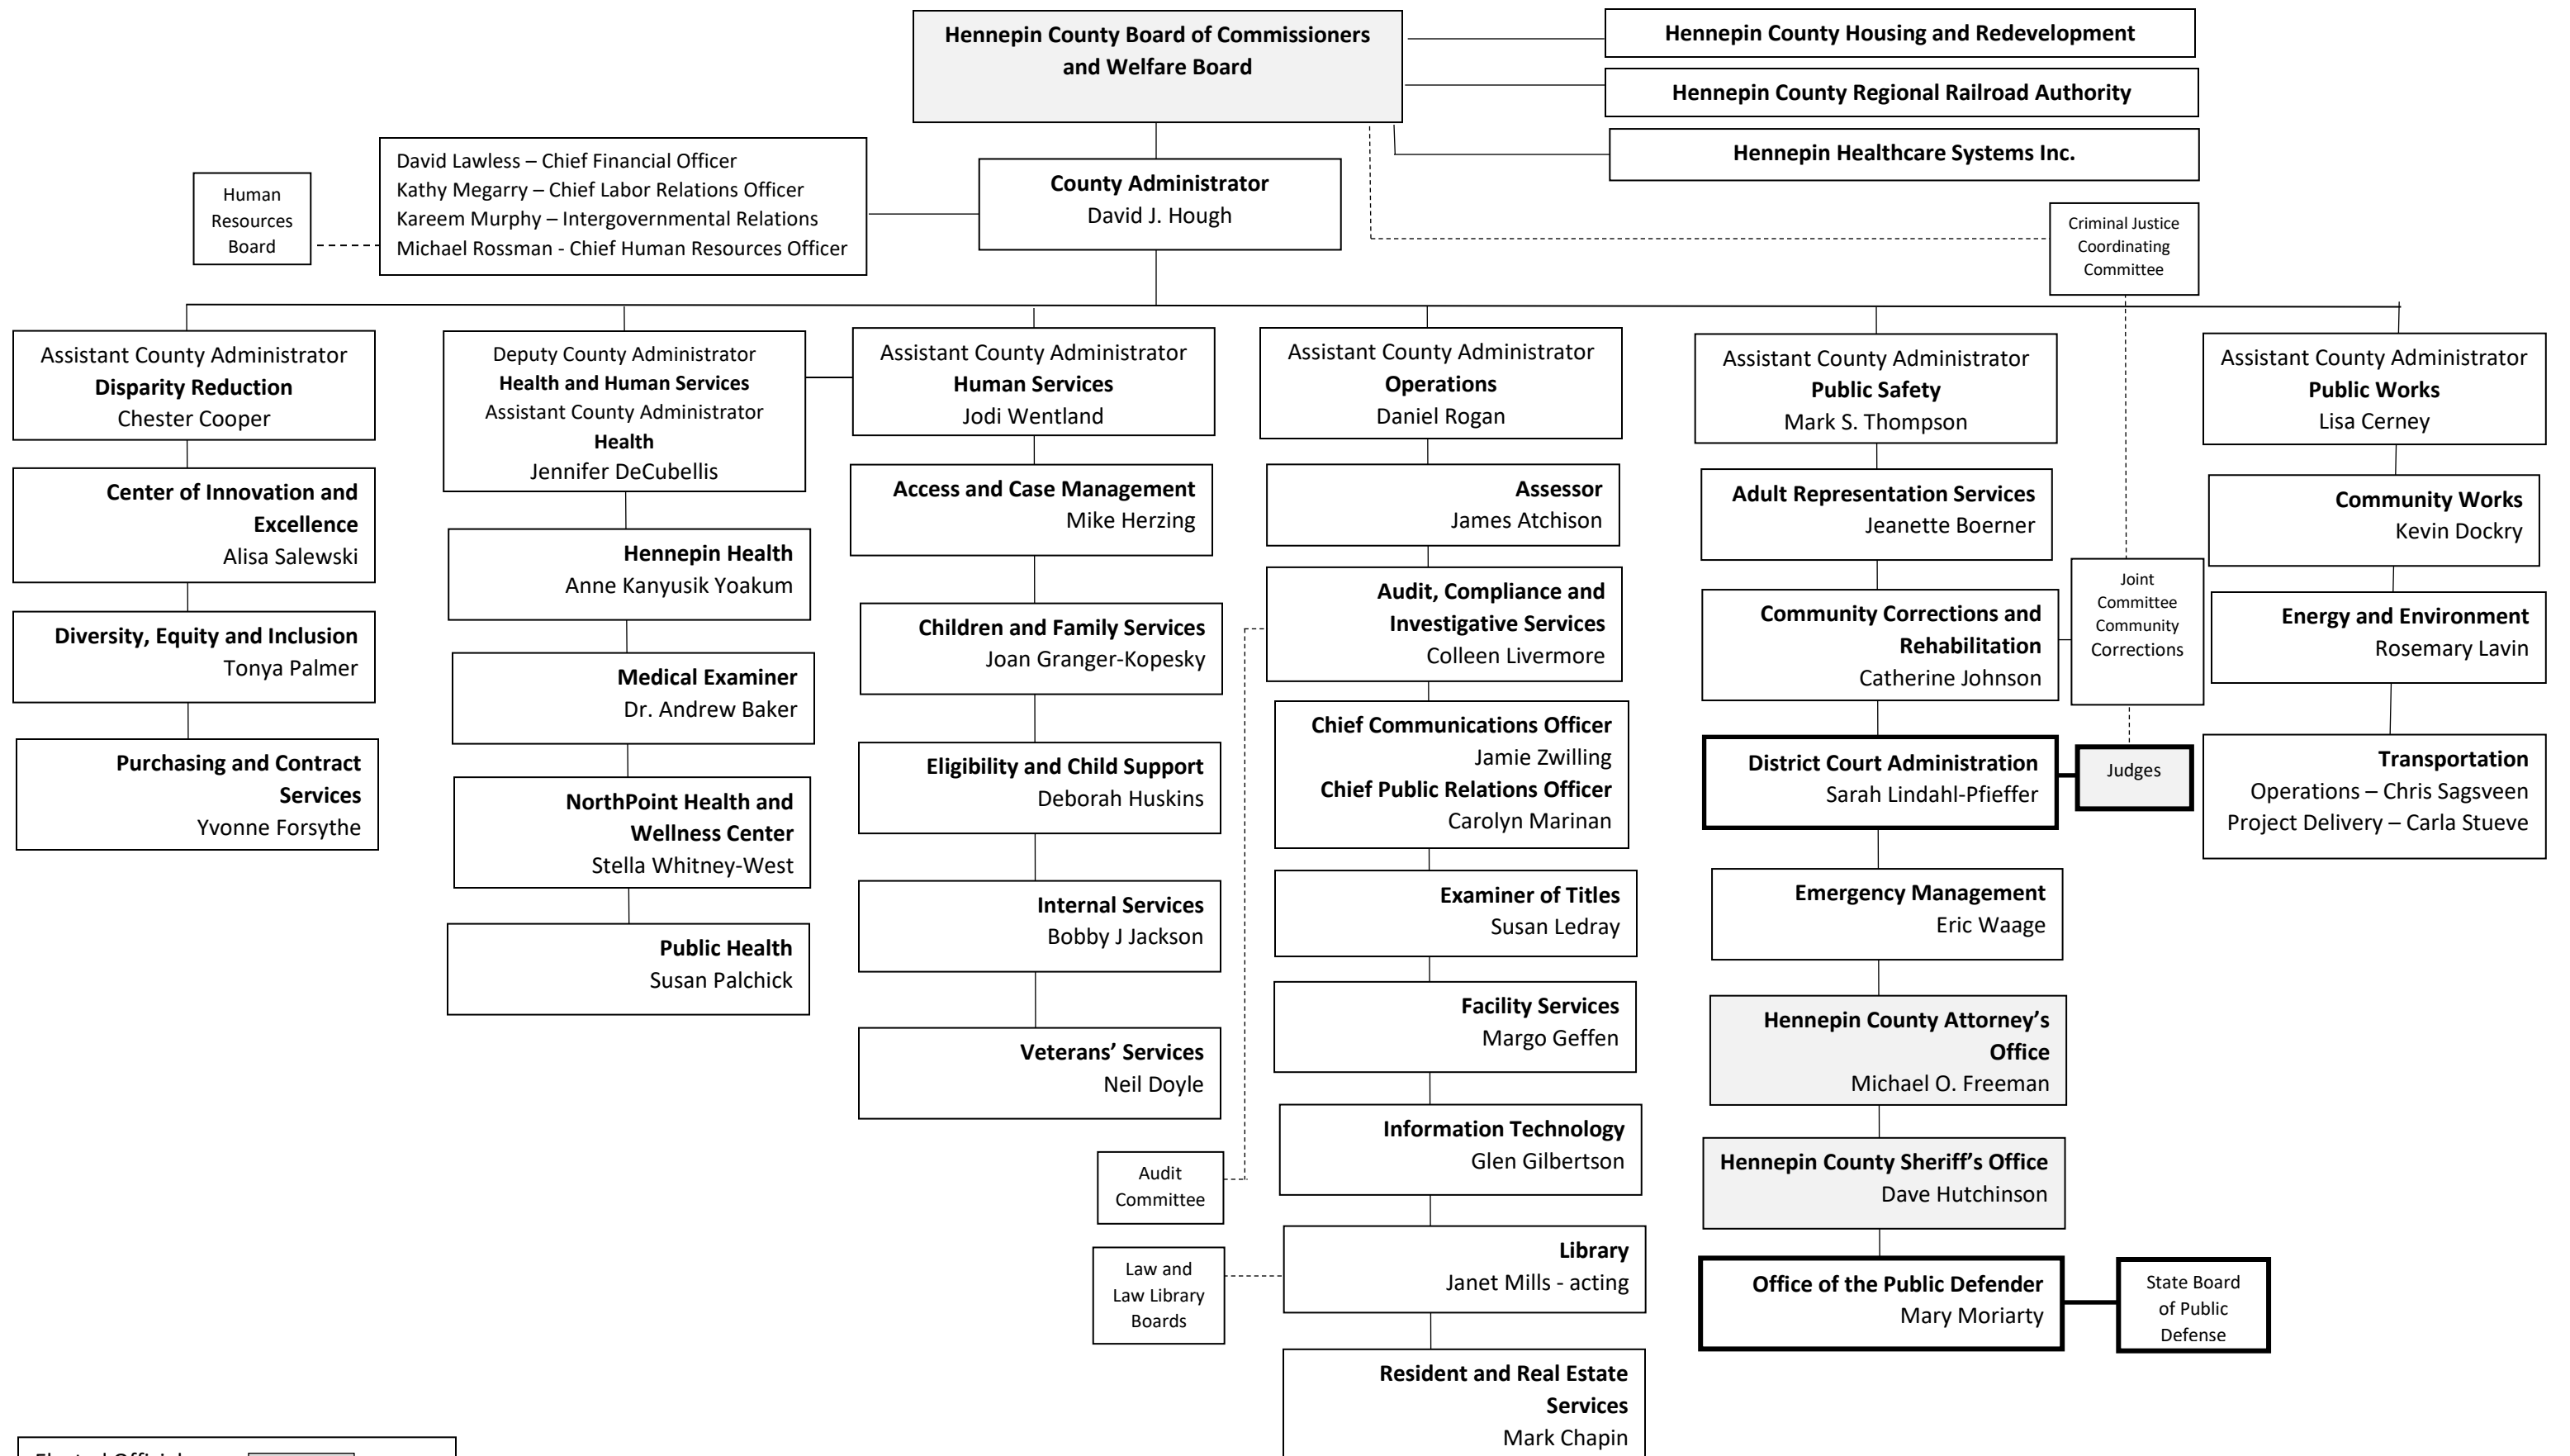 Hennepin County Board of Commissioners
and Welfare Board
Hennepin County Housing and Redevelopment
Hennepin County Regional Railroad Authority
Hennepin Healthcare Systems Inc.
Human
Resources
Board
David Lawless – Chief Financial Officer
Kathy Megarry – Chief Labor Relations Officer
Kareem Murphy – Intergovernmental Relations
Michael Rossman - Chief Human Resources Officer
County Administrator
David J. Hough
Criminal Justice
Coordinating
Committee
Assistant County Administrator
Disparity Reduction
Chester Cooper
Center of Innovation and
Excellence
Alisa Salewski
Diversity, Equity and Inclusion
Tonya Palmer
Purchasing and Contract
Services
Yvonne Forsythe
Deputy County Administrator
Health and Human Services
Assistant County Administrator
Health
Jennifer DeCubellis
Hennepin Health
Anne Kanyusik Yoakum
Medical Examiner
Dr. Andrew Baker
NorthPoint Health and
Wellness Center
Stella Whitney-West
Public Health
Susan Palchick
Assistant County Administrator
Human Services
Jodi Wentland
Access and Case Management
Mike Herzing
Children and Family Services
Joan Granger-Kopesky
Eligibility and Child Support
Deborah Huskins
Internal Services
Bobby J Jackson
Veterans’ Services
Neil Doyle
Assistant County Administrator
Operations
Daniel Rogan
Assessor
James Atchison
Audit, Compliance and
Investigative Services
Colleen Livermore
Chief Communications Officer
Jamie Zwilling
Chief Public Relations Officer
Carolyn Marinan
Examiner of Titles
Susan Ledray
Facility Services
Margo Geffen
Information Technology
Glen Gilbertson
Audit
Committee
Library
Janet Mills - acting
Law and
Law Library
Boards
Resident and Real Estate
Services
Mark Chapin
Assistant County Administrator
Public Safety
Mark S. Thompson
Adult Representation Services
Jeanette Boerner
Community Corrections and
Rehabilitation
Catherine Johnson
Joint
Committee
Community
Corrections
District Court Administration
Sarah Lindahl-Pfieffer
Judges
Emergency Management
Eric Waage
Hennepin County Attorney’s
Office
Michael O. Freeman
Hennepin County Sheriff’s Office
Dave Hutchinson
Office of the Public Defender
Mary Moriarty
State Board
of Public
Defense
Assistant County Administrator
Public Works
Lisa Cerney
Community Works
Kevin Dockry
Energy and Environment
Rosemary Lavin
Transportation
Operations – Chris Sagsveen
Project Delivery – Carla Stueve